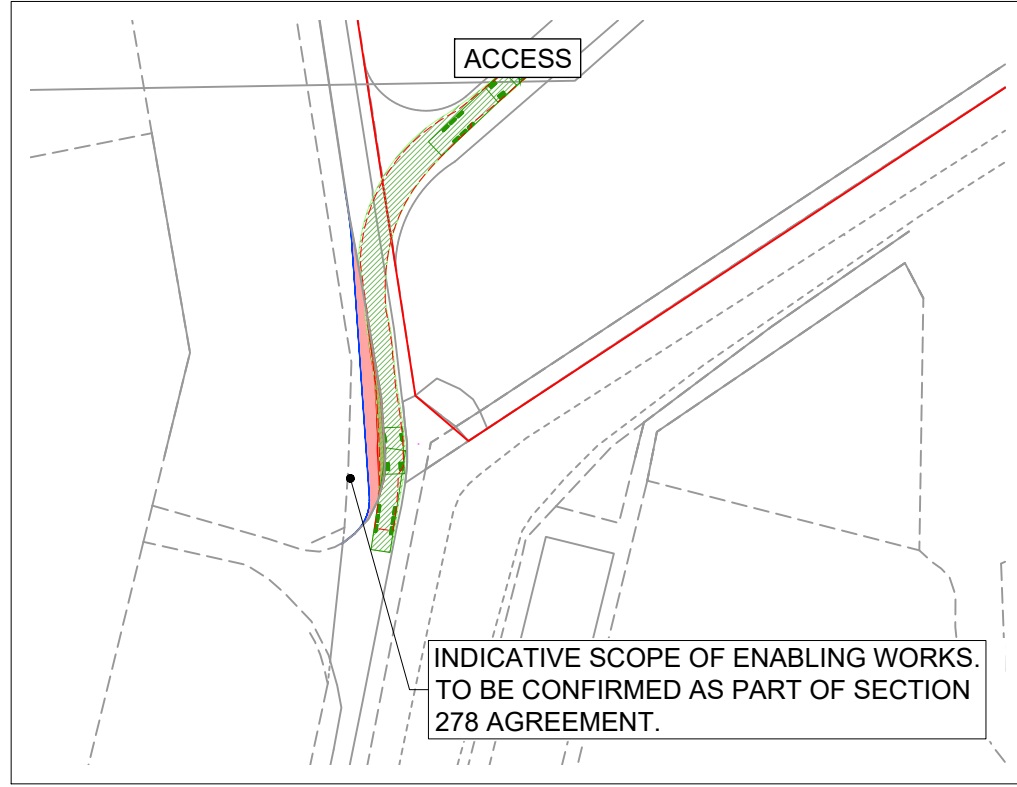 ACCESS
INDICATIVE SCOPE OF ENABLING WORKS.
TO BE CONFIRMED AS PART OF SECTION
278 AGREEMENT.